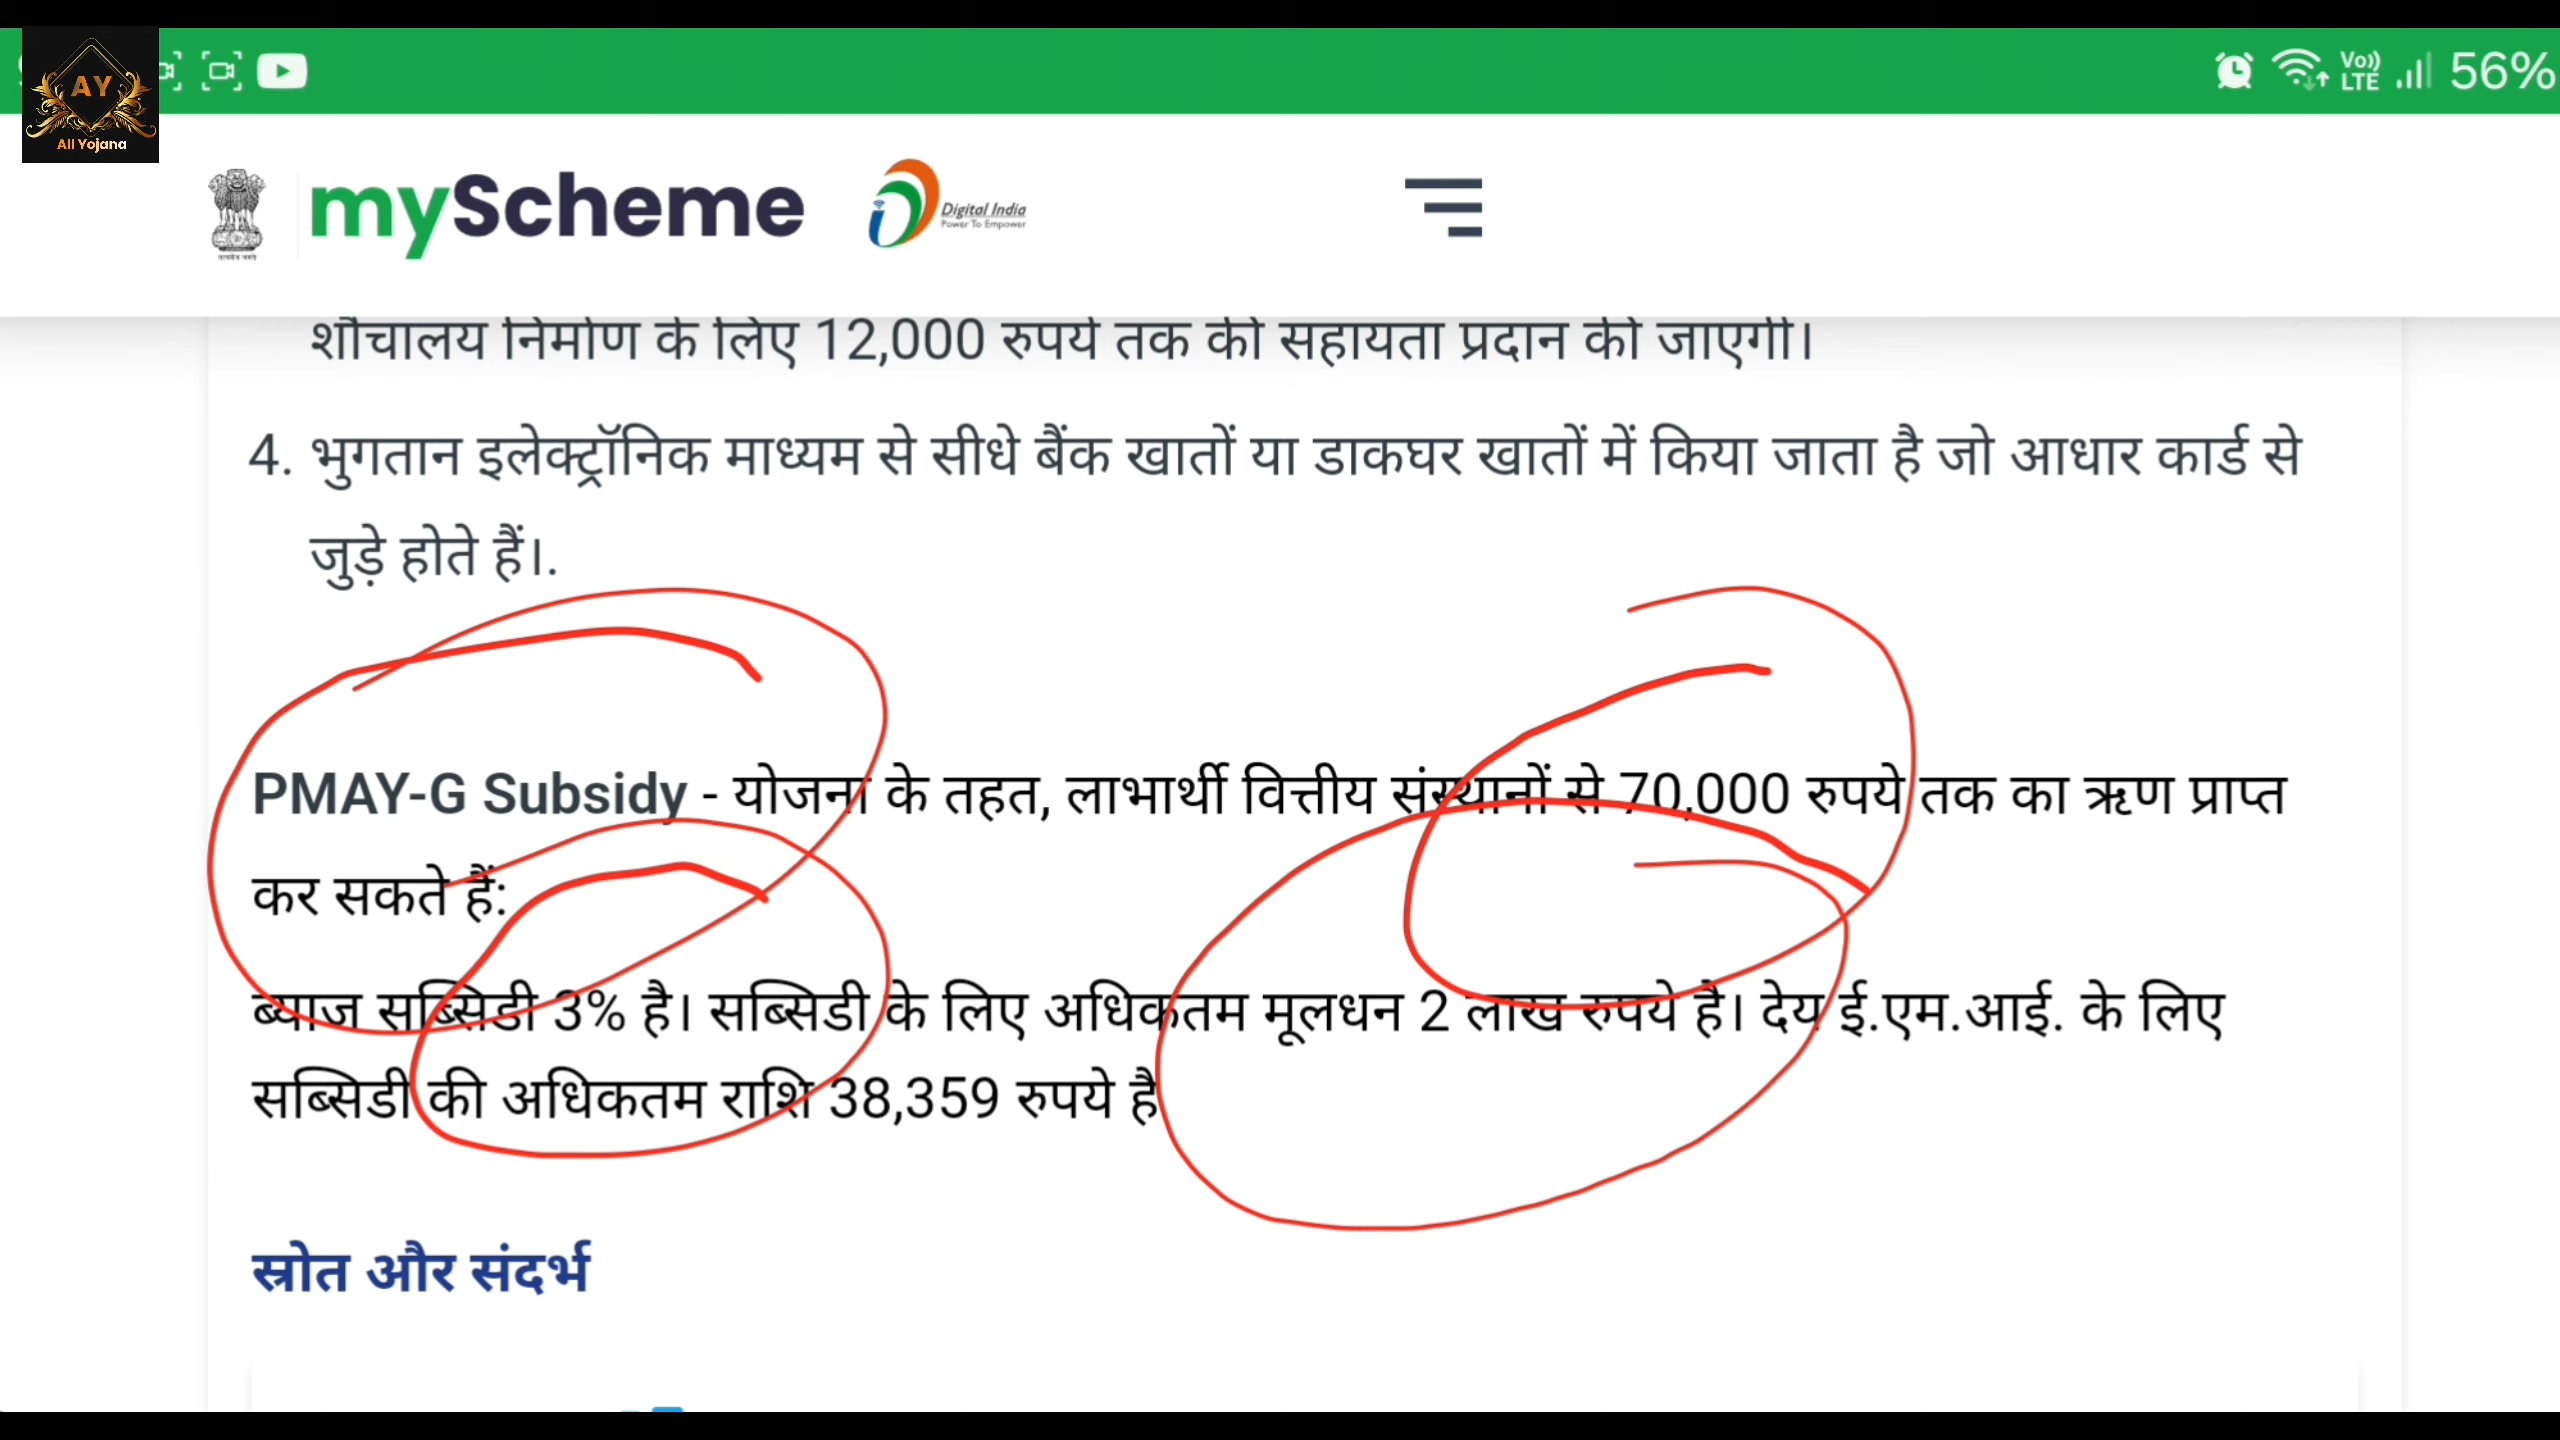 AY
All Yojana
Vo)) LTE 56%
myScheme
Digital India
Power To Empower
शौचालय निर्माण के लिए 12,000 रुपये तक की सहायता प्रदान की जाएगी।
4. भुगतान इलेक्ट्रॉनिक माध्यम से सीधे बैंक खातों या डाकघर खातों में किया जाता है जो आधार कार्ड से
जुड़े होते हैं।.
PMAY-G Subsidy - योजना के तहत, लाभार्थी वित्तीय संस्थानों से 70,000 रुपये तक का ऋण प्राप्त
कर सकते हैं:
ब्याज सब्सिडी 3% है। सब्सिडी के लिए अधिकतम मूलधन 2 लाख रुपये है। देय ई.एम.आई. के लिए
सब्सिडी की अधिकतम राशि 38,359 रुपये है
स्रोत और संदर्भ